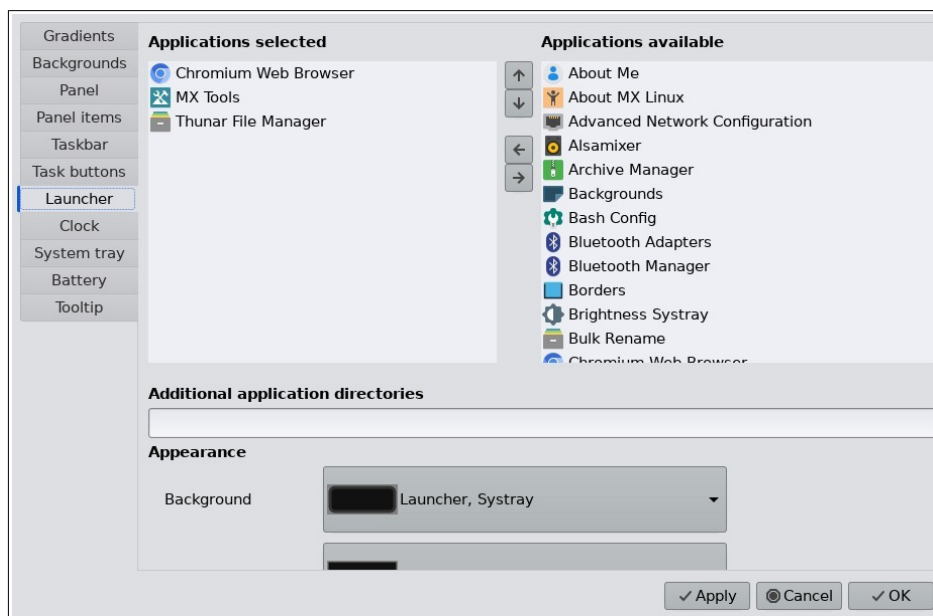 Gradients
Backgrounds
Panel
Panel items
Taskbar
Task buttons
Launcher
Clock
System tray
Battery
Tooltip
Applications selected
Chromium Web Browser
MX Tools
Thunar File Manager
Applications available
About Me
About MX Linux
Advanced Network Configuration
Alsamixer
Archive Manager
Backgrounds
Bash Config
Bluetooth Adapters
Bluetooth Manager
Borders
Brightness Systray
Bulk Rename
Chromium Web Browser
Additional application directories
Appearance
Background
Launcher, Systray
Apply
Cancel
OK